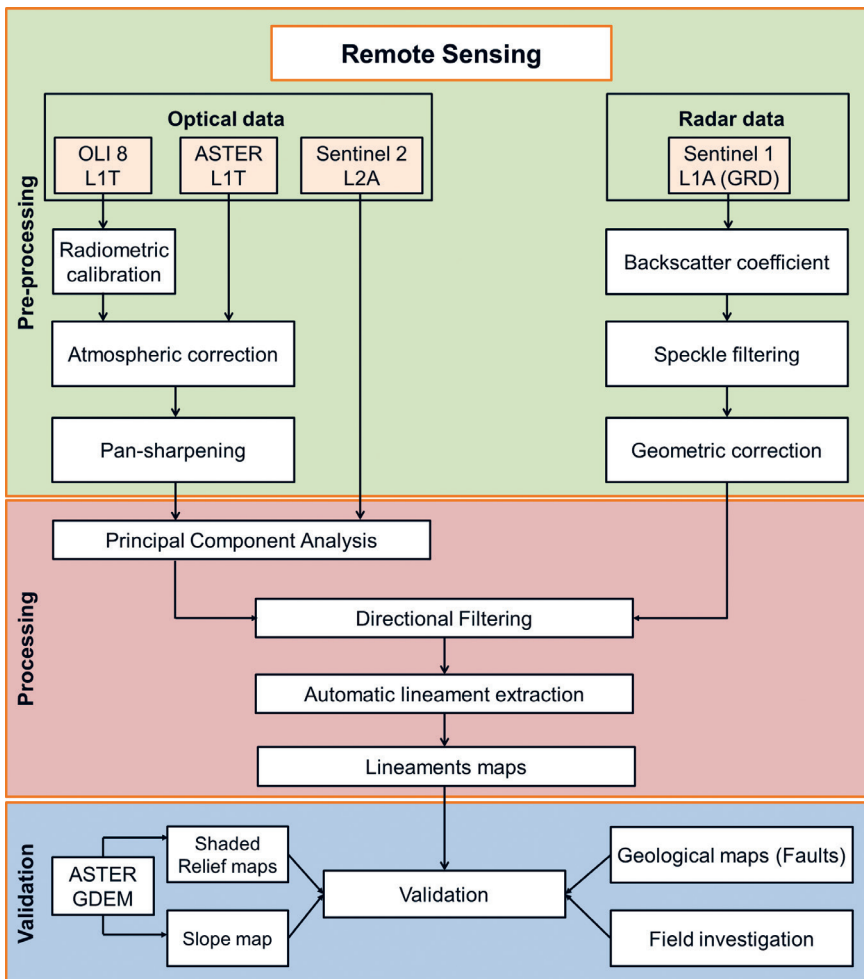 Remote Sensing
Pre-processing
Optical data
OLI 8
L1T
ASTER
L1T
Sentinel 2
L2A
Radar data
Sentinel 1
L1A (GRD)
Radiometric
calibration
Backscatter coefficient
Atmospheric correction
Speckle filtering
Pan-sharpening
Geometric correction
Processing
Principal Component Analysis
Directional Filtering
Automatic lineament extraction
Lineaments maps
Validation
ASTER
GDEM
Shaded
Relief maps
Slope map
Validation
Geological maps (Faults)
Field investigation